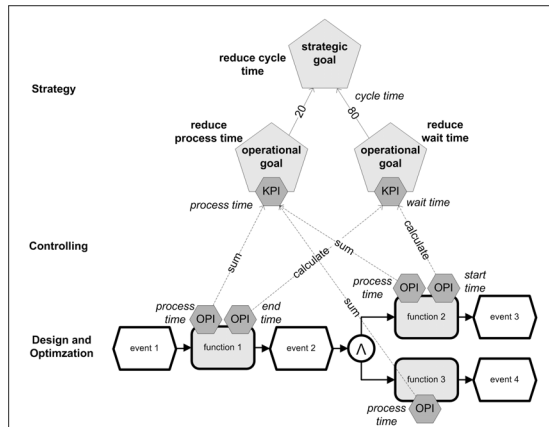 strategic
goal
reduce cycle
time
Strategy
cycle time
20
80
reduce
process time
reduce
wait time
operational
goal
operational
goal
KPI
KPI
process time
wait time
Controlling
sum
calculate
sum
calculate
sum
process
time
OPI
OPI
end
time
process
time
OPI
OPI
start
time
Design and
Optimzation
event 1
function 1
event 2
Λ
function 2
event 3
function 3
event 4
process
time
OPI